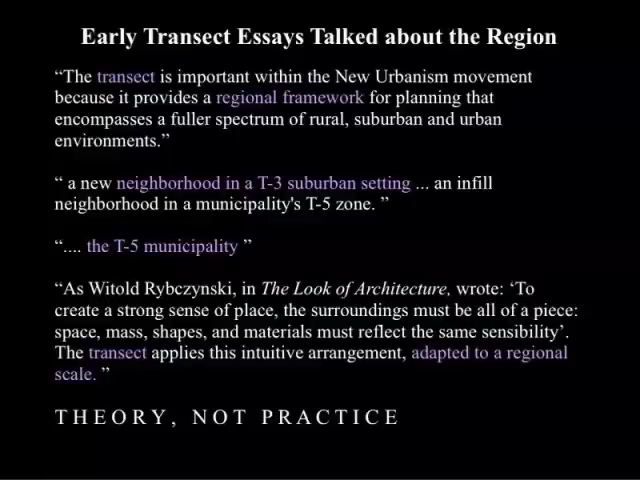 Early Transect Essays Talked about the Region
“The transect is important within the New Urbanism movement
because it provides a regional framework for planning that
encompasses a fuller spectrum of rural, suburban and urban
environments.”
“ a new neighborhood in a T-3 suburban setting ... an infill
neighborhood in a municipality's T-5 zone. ”
“.... the T-5 municipality ”
“As Witold Rybczynski, in The Look of Architecture, wrote: ‘To
create a strong sense of place, the surroundings must be all of a piece:
space, mass, shapes, and materials must reflect the same sensibility’.
The transect applies this intuitive arrangement, adapted to a regional
scale. ”
THEORY, NOT PRACTICE